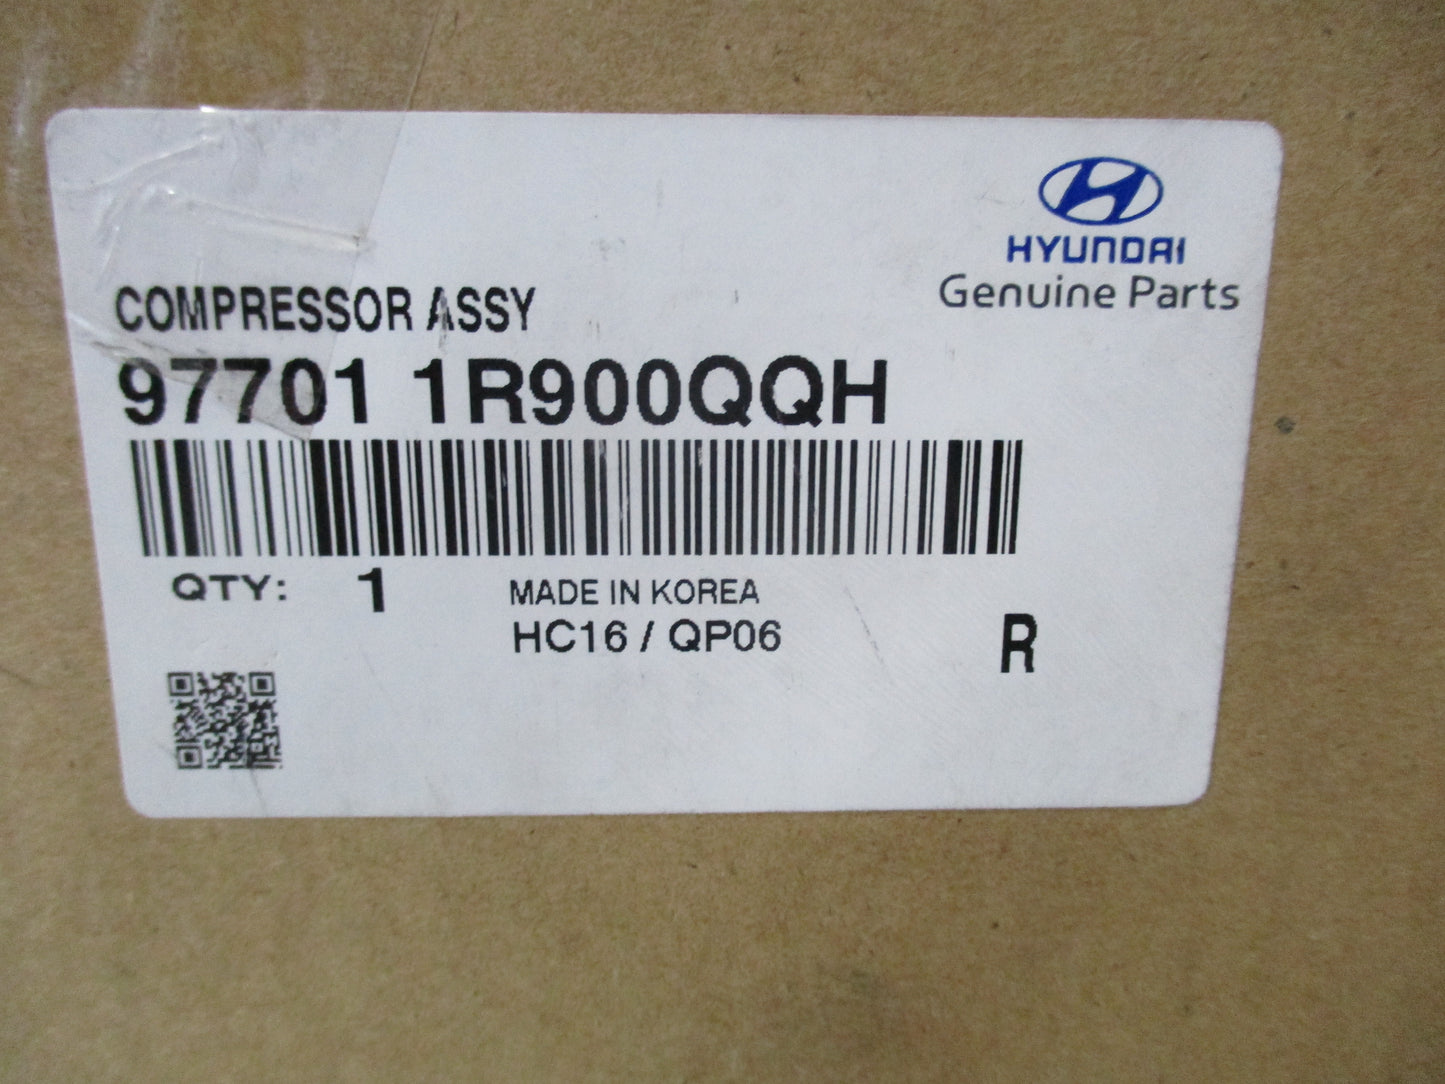 HYUNDAI
Genuine Parts
COMPRESSOR ASSY
97701 1R900QQH
QTY: 1
MADE IN KOREA
HC16 / QP06
R